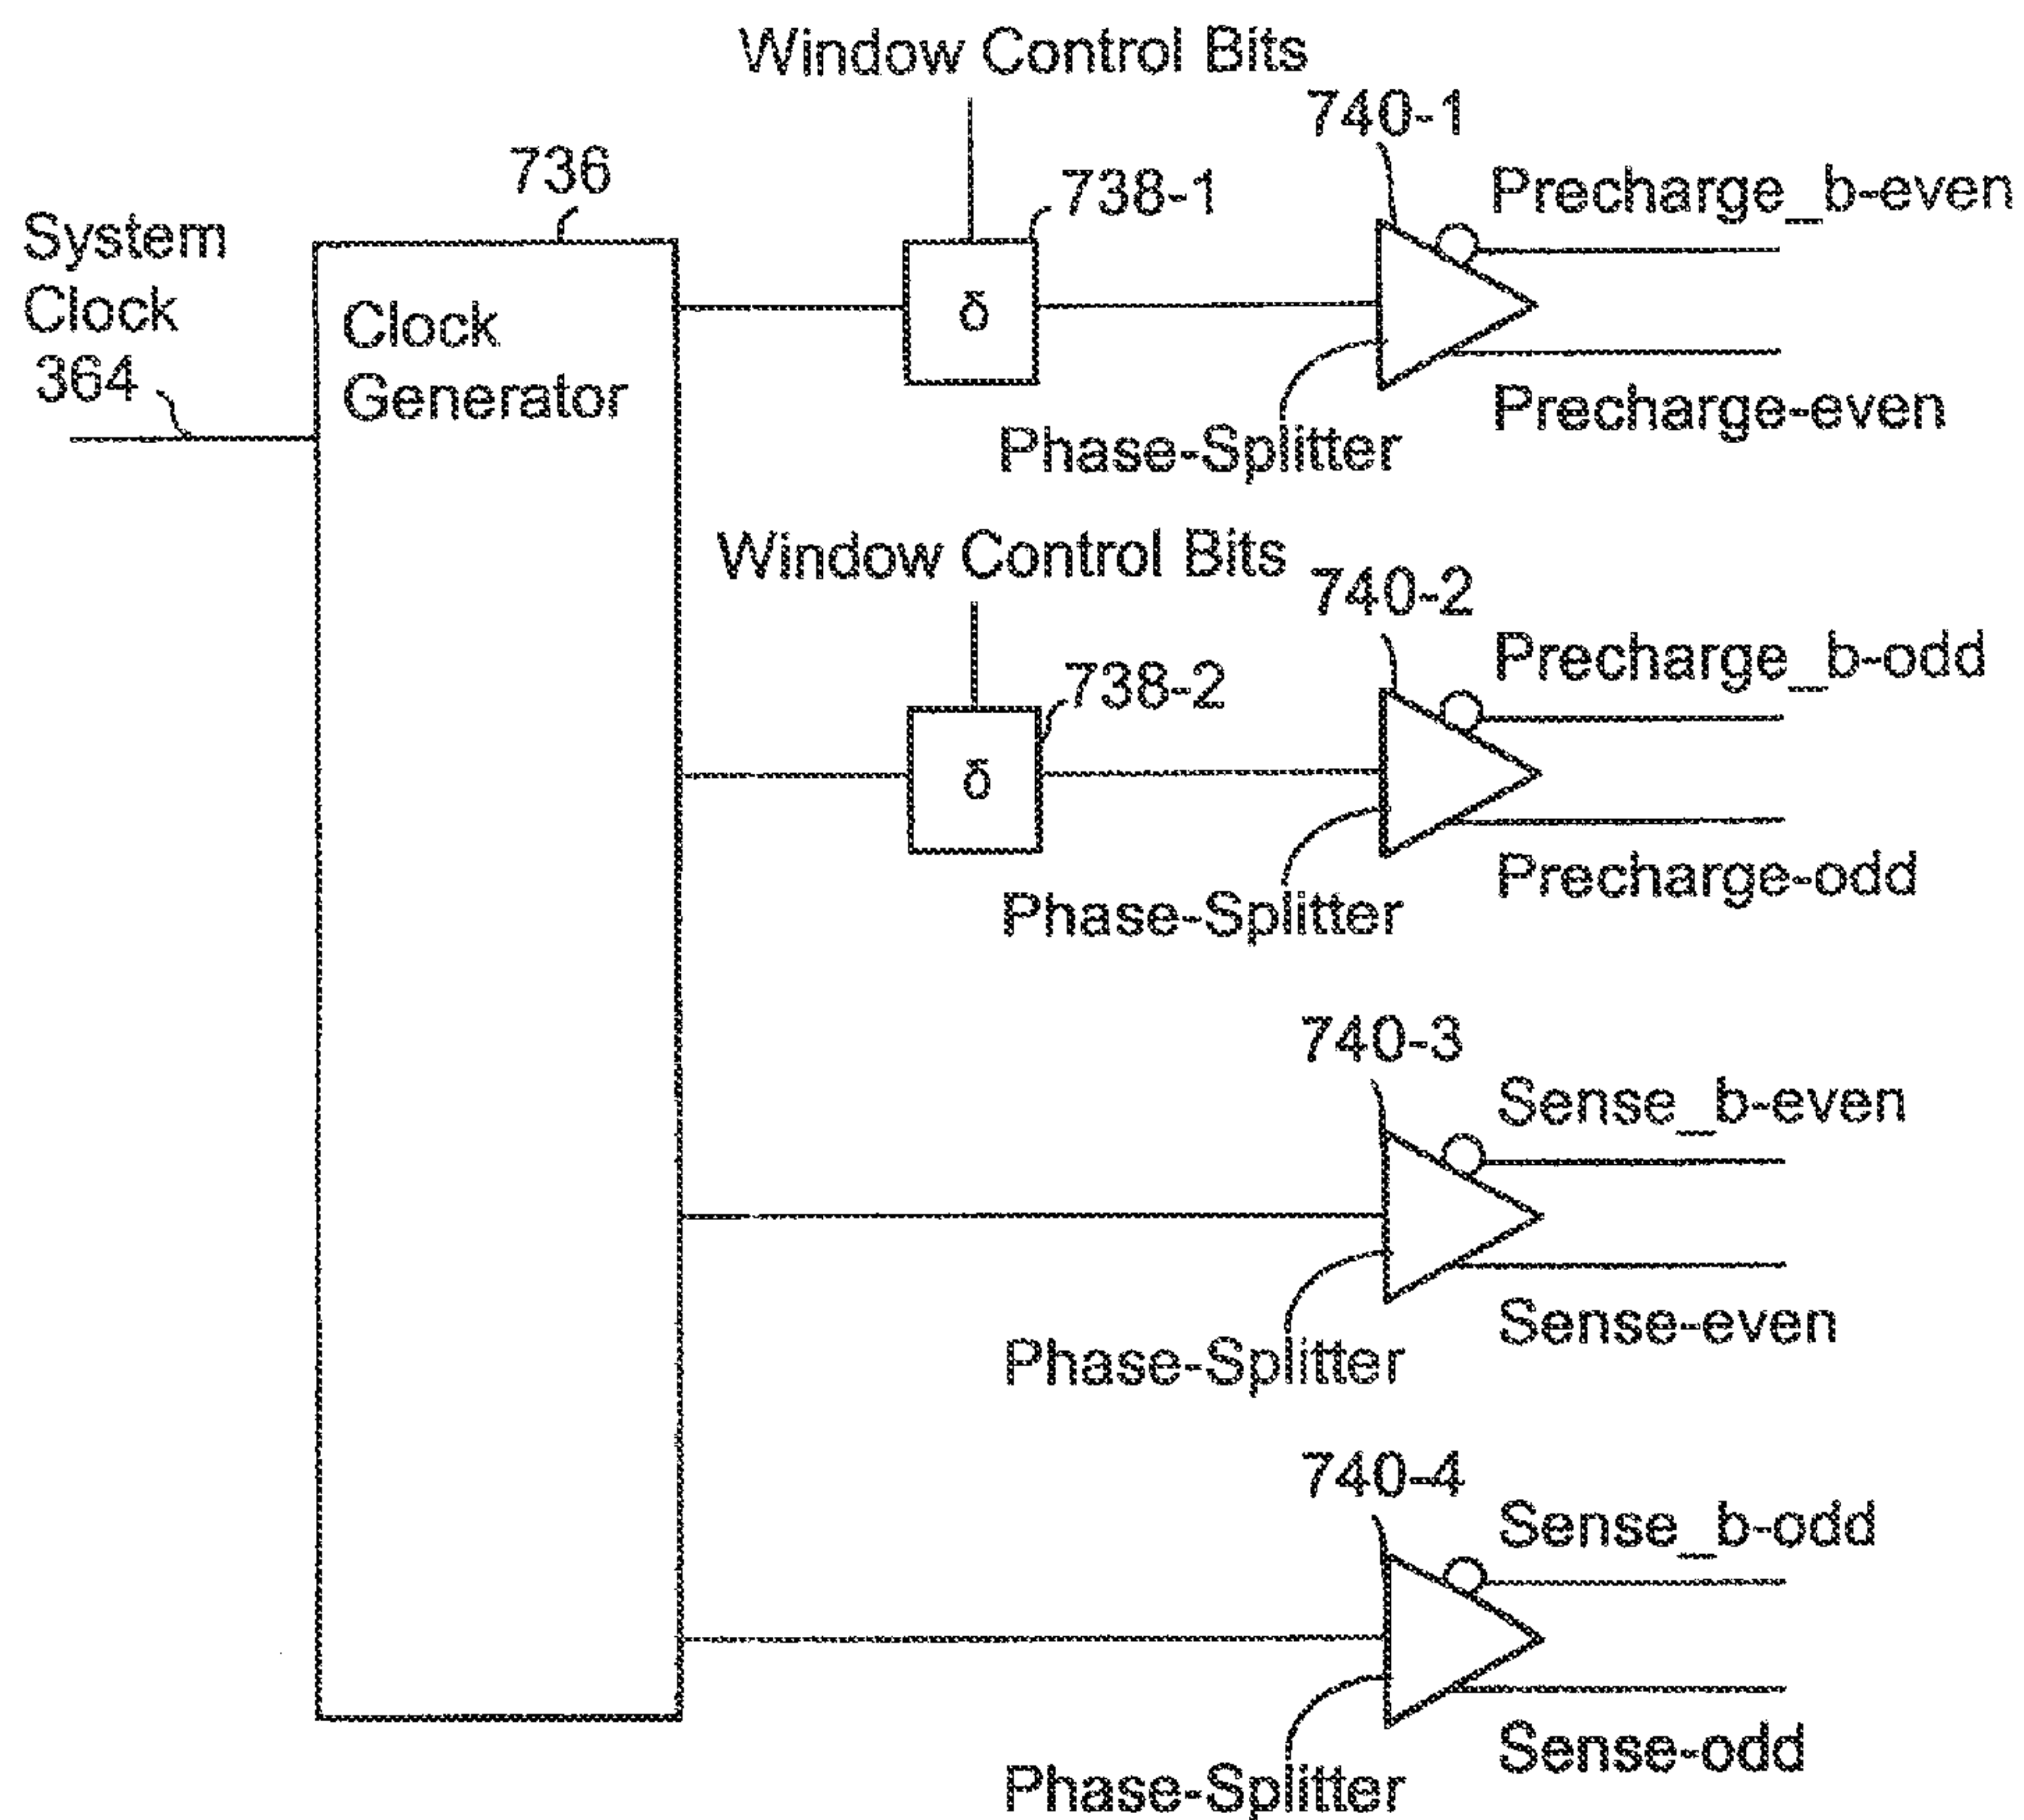 Window Control Bits
740-1
736
738-1
Precharge_b-even
System
Clock
364
Clock
Generator
δ
Precharge-even
Phase-Splitter
Window Control Bits
740-2
738-2
Precharge_b-odd
δ
Precharge-odd
Phase-Splitter
740-3
Sense_b-even
Sense-even
Phase-Splitter
740-4
Sense_b-odd
Sense-odd
Phase-Splitter